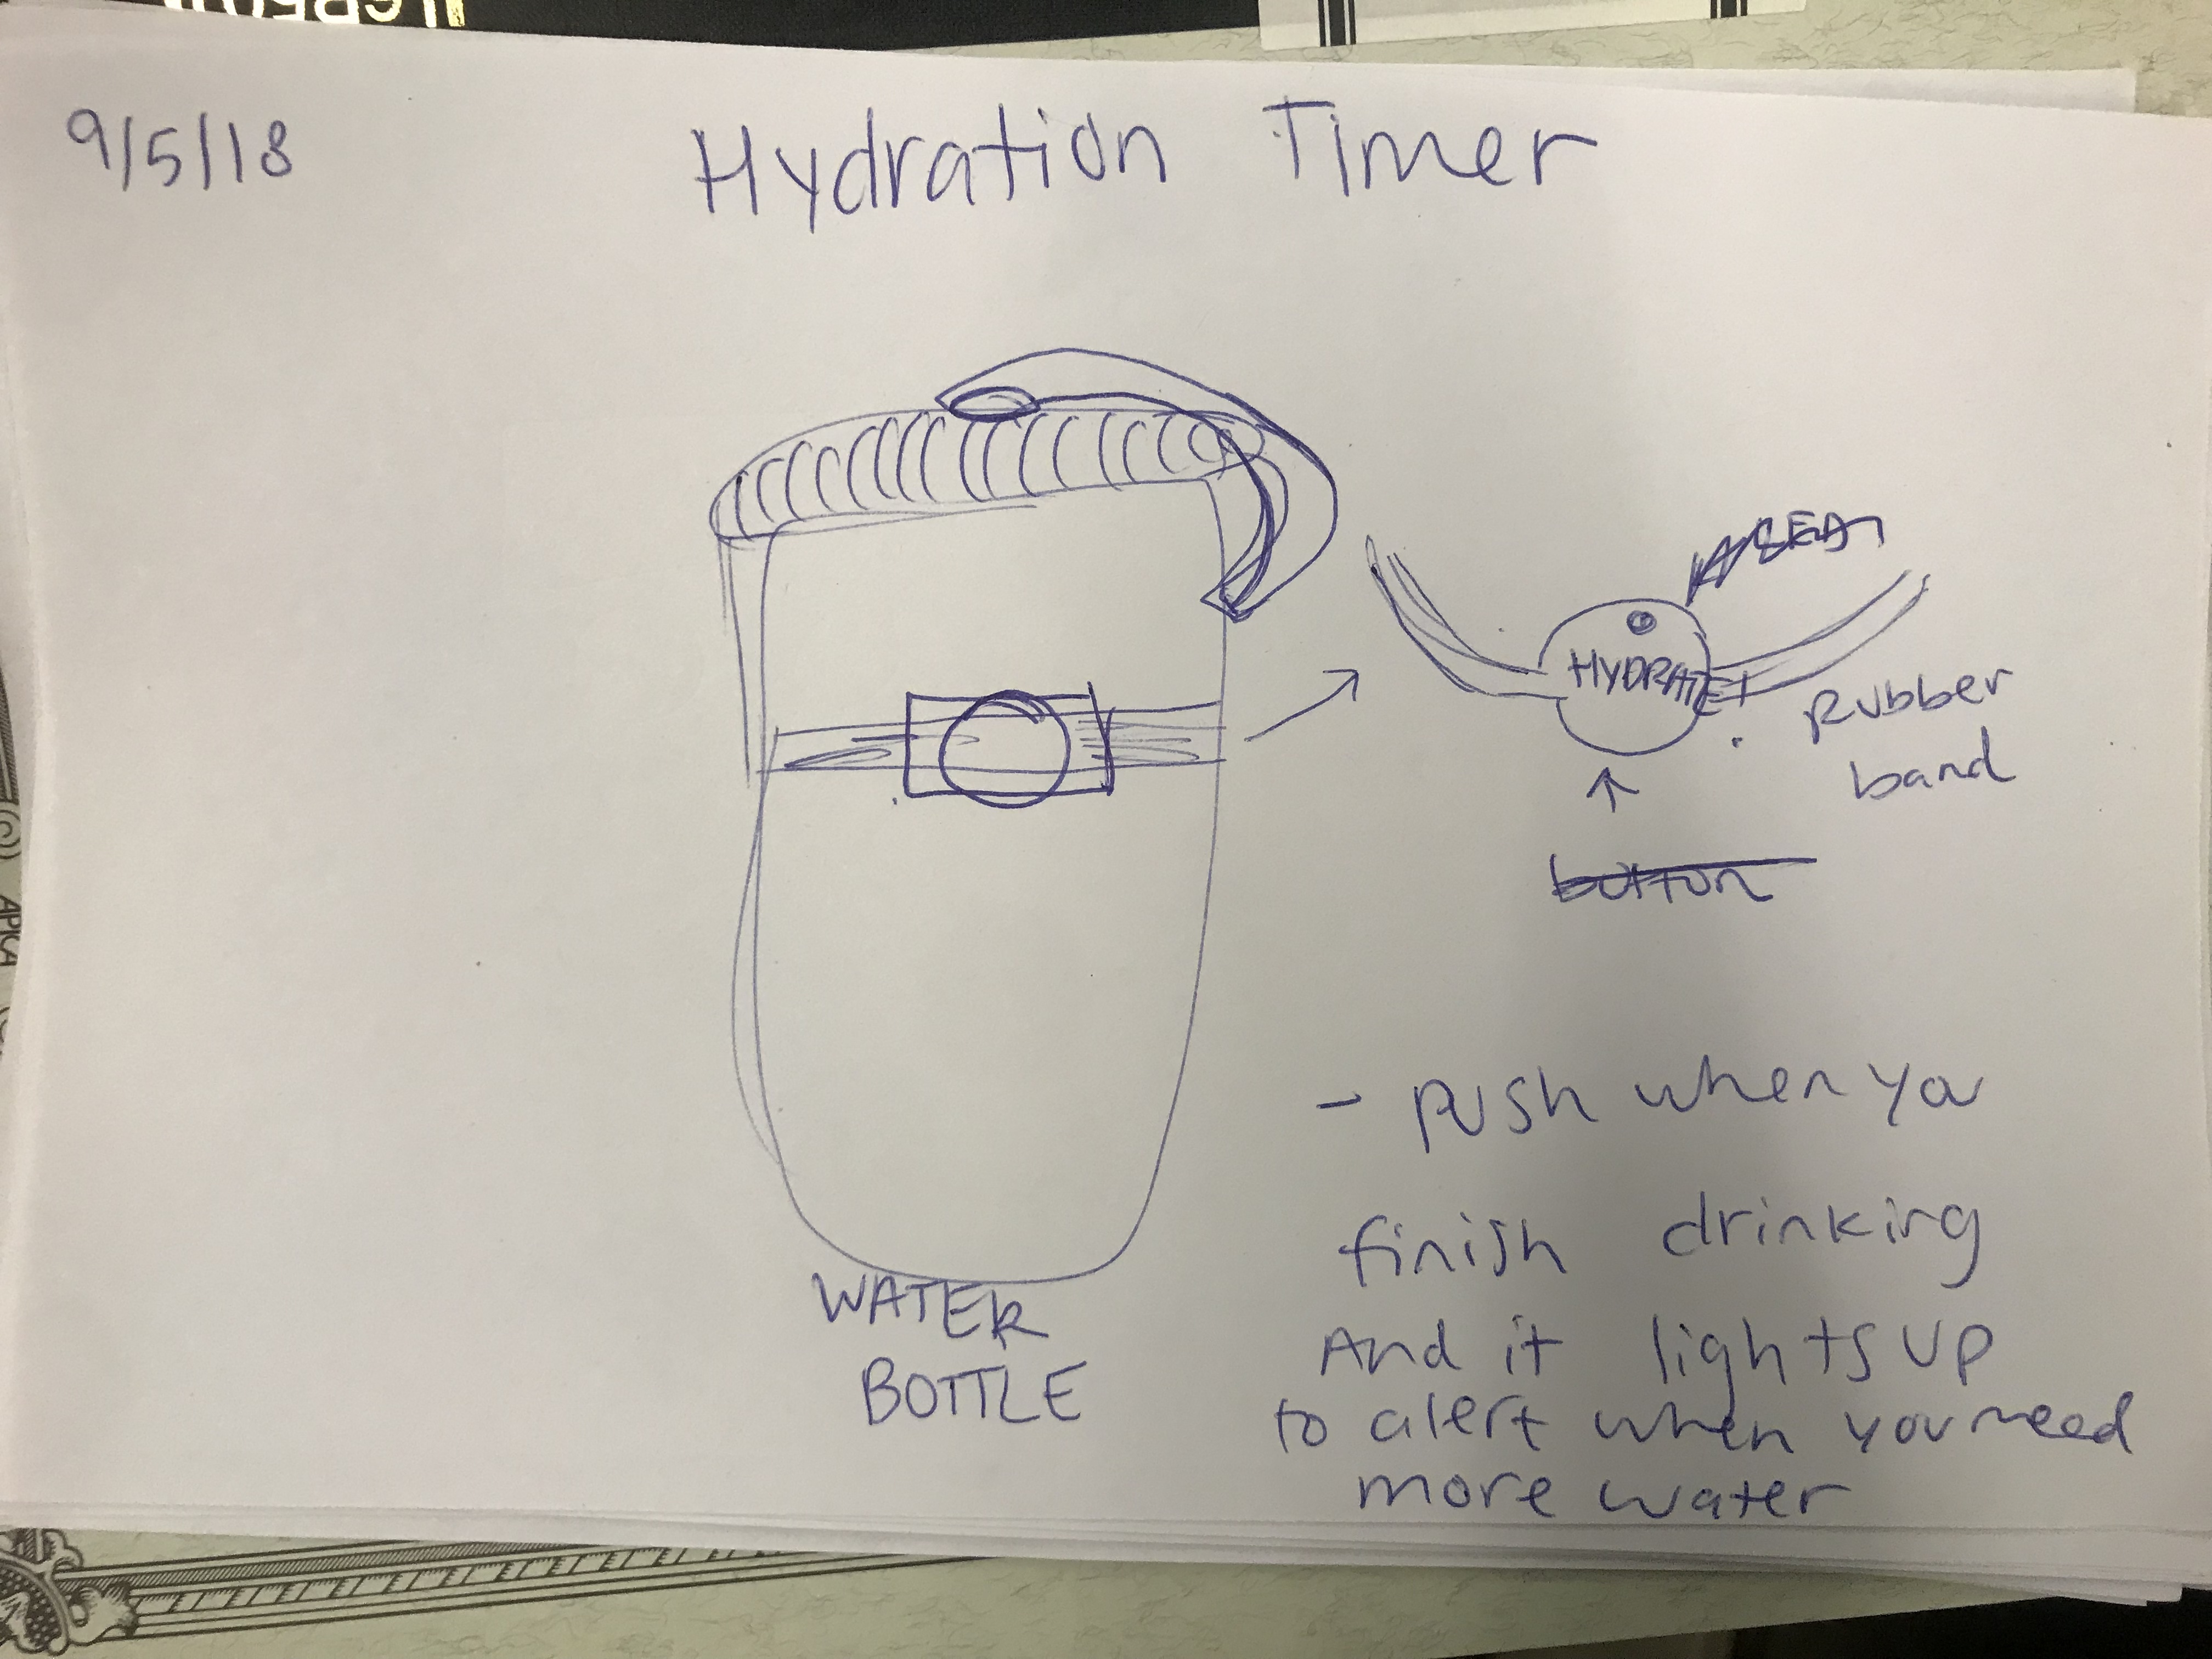 9/5/18
Hydration Timer
HYDRATE!
Rubber
band
button
WATER
BOTTLE
- push when you
finish drinking
And it lights up
to alert when you need
more water
APICA